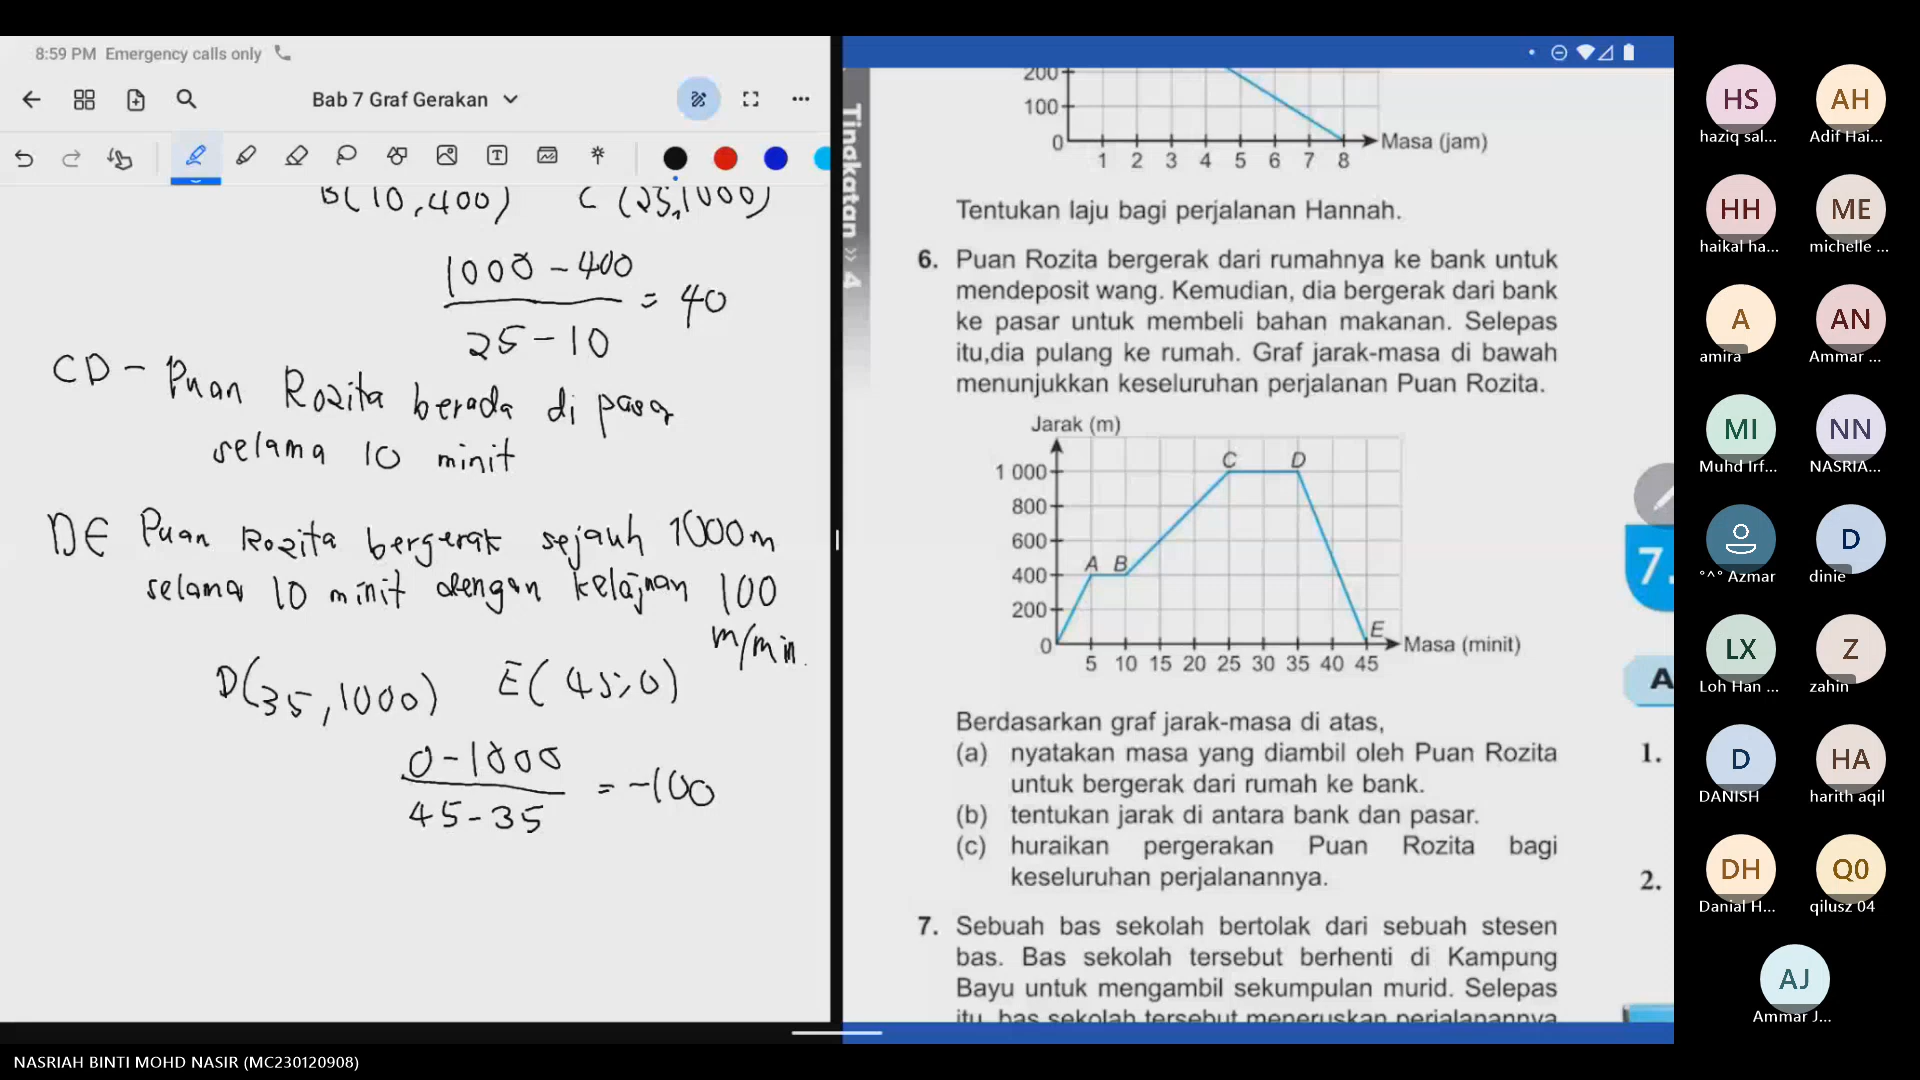 8:59 PM Emergency calls only
Bab 7 Graf Gerakan
B(10,400) C (25,1000)
1000 - 400
25 - 10
= 40
CD - Puan Rozita berada di pasar
selama 10 minit
DE Puan Rozita bergerak sejauh 1000m
selama 10 minit dengan kelajuan 100
m/min.
D(35,1000) E(45,0)
0-1000
45-35
= -100
Tingkatan » 4
200
100
0
1 2 3 4 5 6 7 8
Masa (jam)
Tentukan laju bagi perjalanan Hannah.
6. Puan Rozita bergerak dari rumahnya ke bank untuk
mendeposit wang. Kemudian, dia bergerak dari bank
ke pasar untuk membeli bahan makanan. Selepas
itu,dia pulang ke rumah. Graf jarak-masa di bawah
menunjukkan keseluruhan perjalanan Puan Rozita.
Jarak (m)
C D
1 000
800
600
A B
400
200
E
0
Masa (minit)
5 10 15 20 25 30 35 40 45
Berdasarkan graf jarak-masa di atas,
(a) nyatakan masa yang diambil oleh Puan Rozita
untuk bergerak dari rumah ke bank.
(b) tentukan jarak di antara bank dan pasar.
(c) huraikan pergerakan Puan Rozita bagi
keseluruhan perjalanannya.
7. Sebuah bas sekolah bertolak dari sebuah stesen
bas. Bas sekolah tersebut berhenti di Kampung
Bayu untuk mengambil sekumpulan murid. Selepas
itu, bas sekolah tersebut meneruskan perjalanannya
7.
A
1.
2.
HS
haziq sal...
AH
Adif Hai...
HH
haikal ha...
ME
michelle ...
A
amira
AN
Ammar ...
MI
Muhd Irf...
NN
NASRIA...
°^° Azmar
D
dinie
LX
Loh Han ...
Z
zahin
D
DANISH
HA
harith aqil
DH
Danial H...
Q0
qilusz 04
AJ
Ammar J...
NASRIAH BINTI MOHD NASIR (MC230120908)